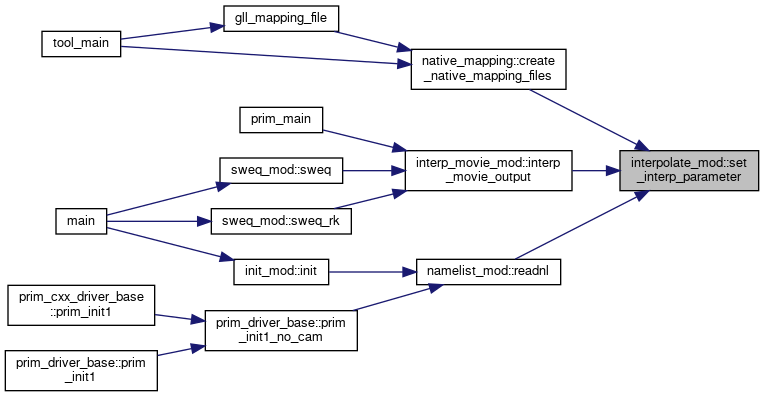 gll_mapping_file
tool_main
native_mapping::create
_native_mapping_files
prim_main
sweq_mod::sweq
interp_movie_mod::interp
_movie_output
interpolate_mod::set
_interp_parameter
main
sweq_mod::sweq_rk
init_mod::init
namelist_mod::readnl
prim_cxx_driver_base
::prim_init1
prim_driver_base::prim
_init1_no_cam
prim_driver_base::prim
_init1